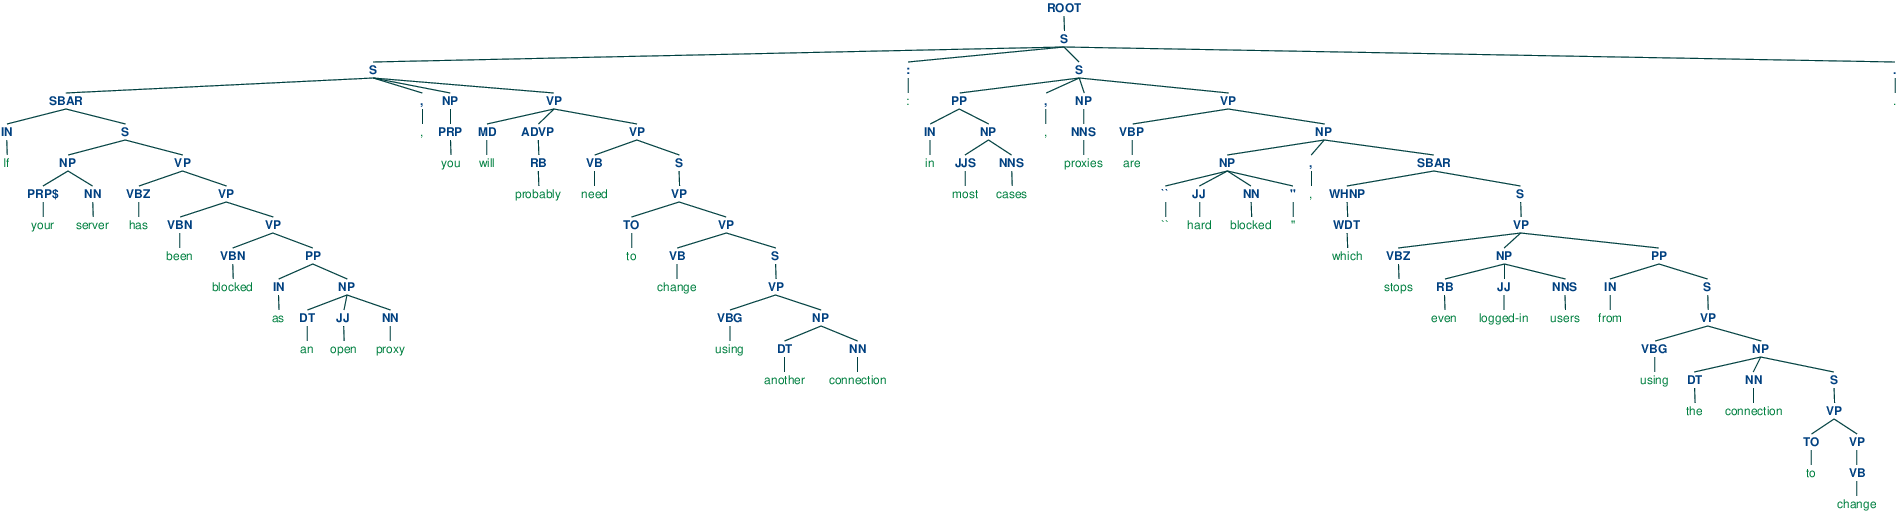 ROOT
S
S : S .
SBAR , NP VP : PP , NP VP .
IN S , PRP MD ADVP VP IN NP , NNS VBP NP
If NP VP you will RB VB S in JJS NNS proxies are NP , SBAR
PRP$ NN VBZ VP probably need VP most cases `` JJ NN '' , WHNP S
your server has VBN VP TO VP `` hard blocked '' WDT VP
been VBN PP to VB S which VBZ NP PP
blocked IN NP change VP stops RB JJ NNS IN S
as DT JJ NN VBG NP even logged-in users from VP
an open proxy using DT NN VBG NP
another connection using DT NN S
the connection VP
TO VP
to VB
change